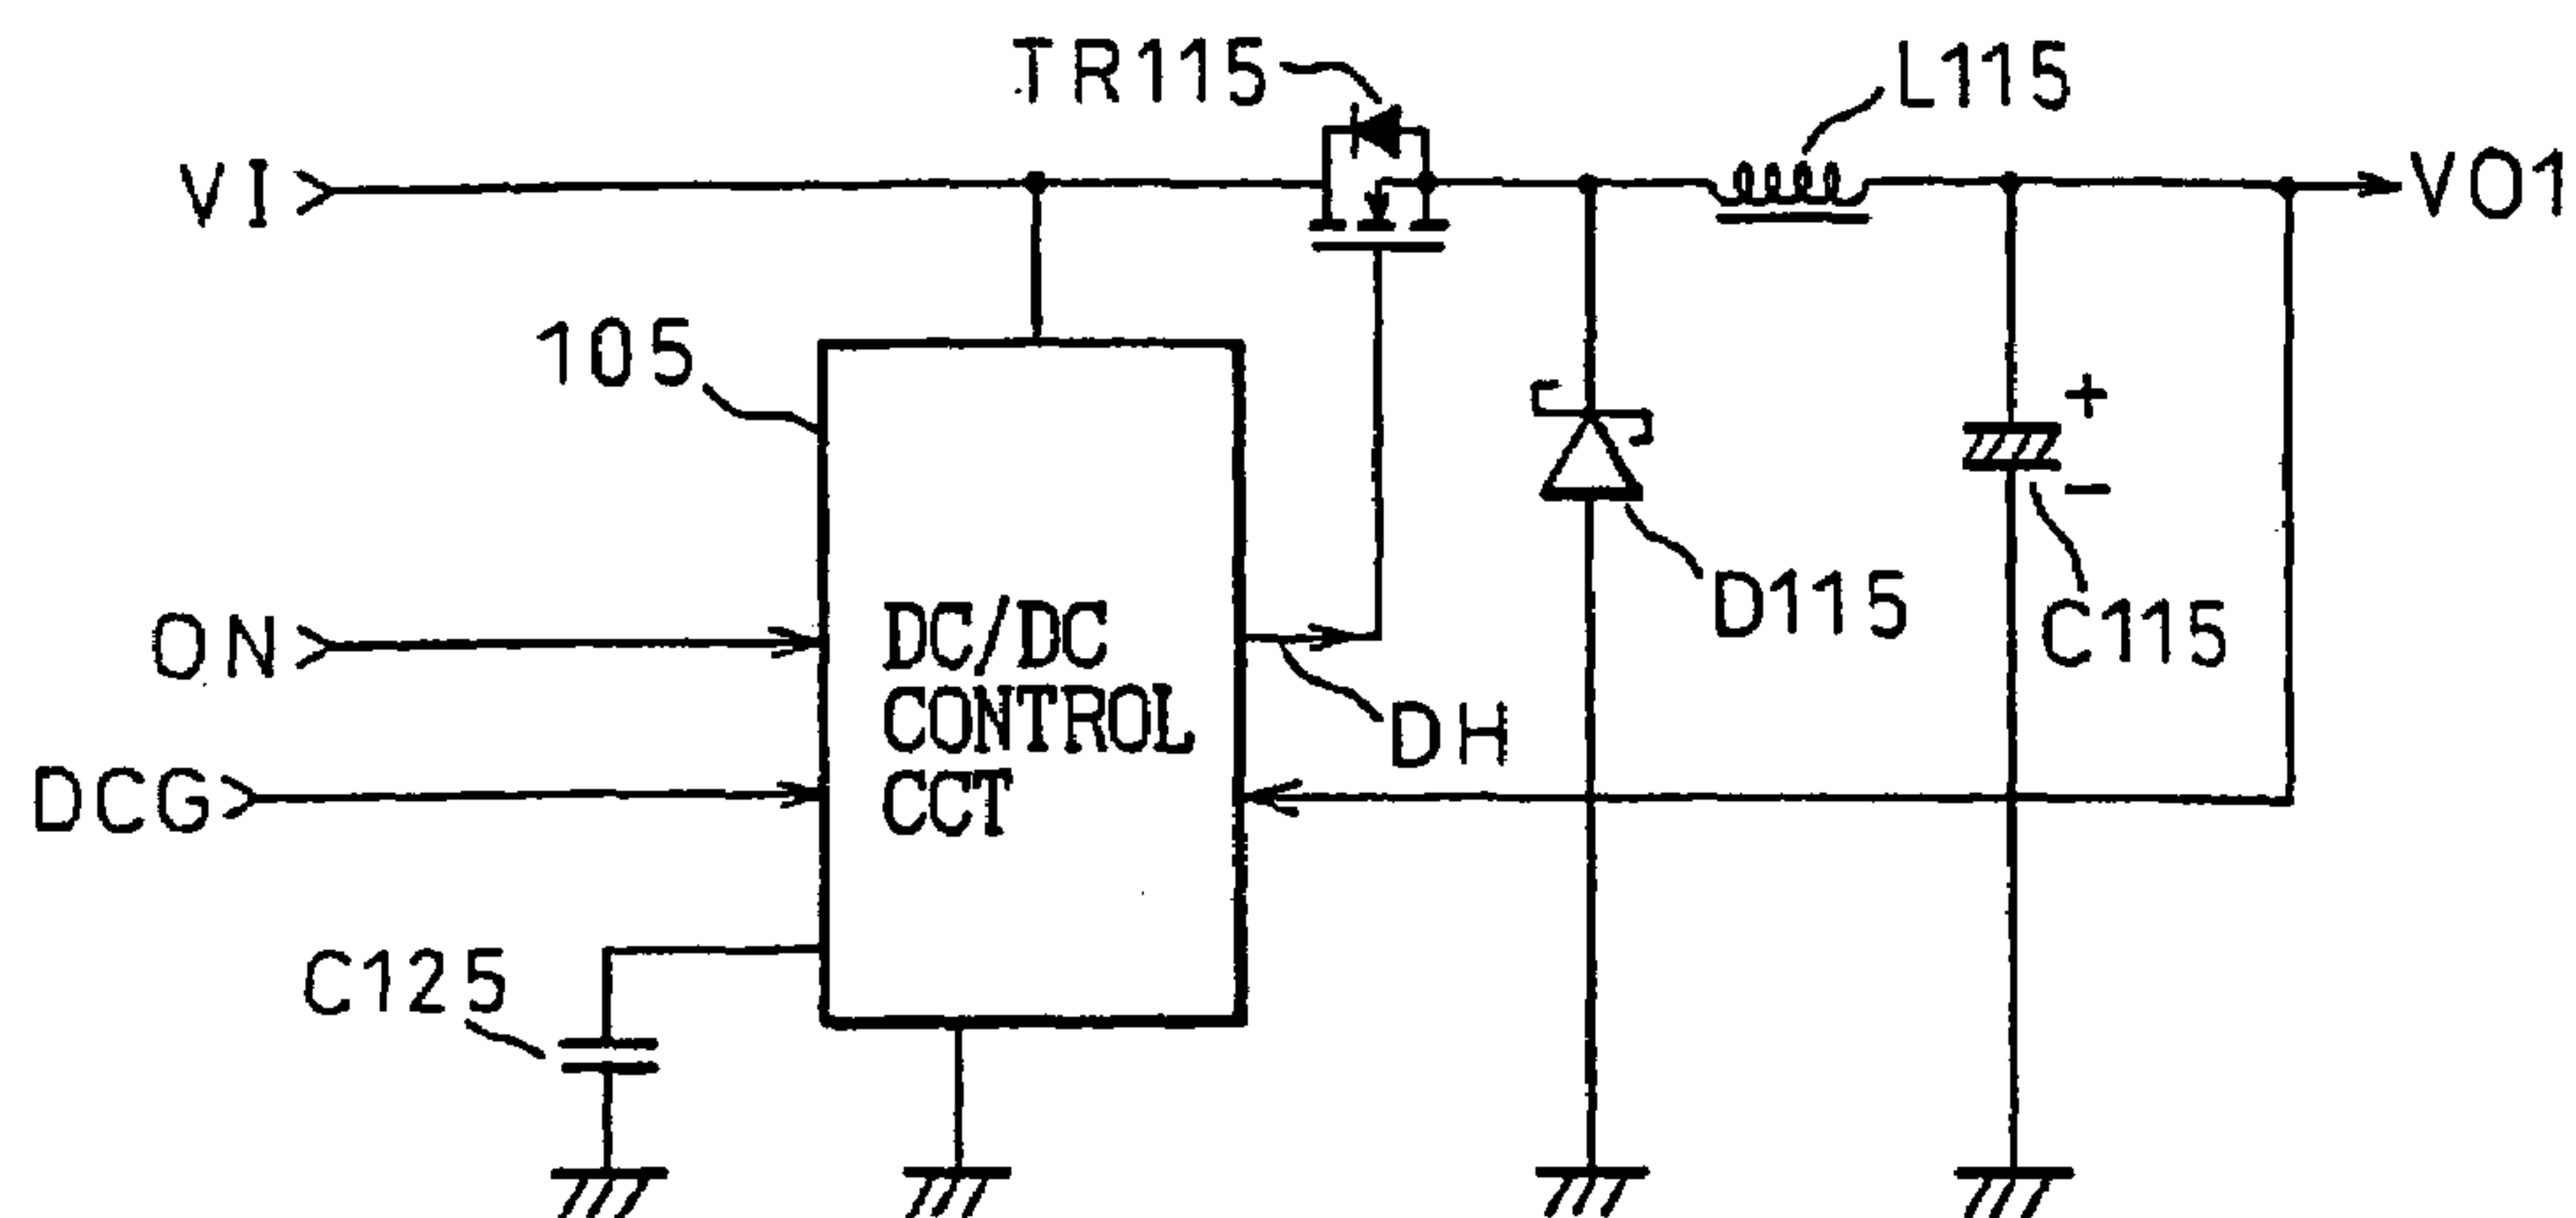 TR115
L115
VI
VO1
105
+
-
D115
C115
ON
DC/DC
CONTROL
CCT
DH
DCG
C125